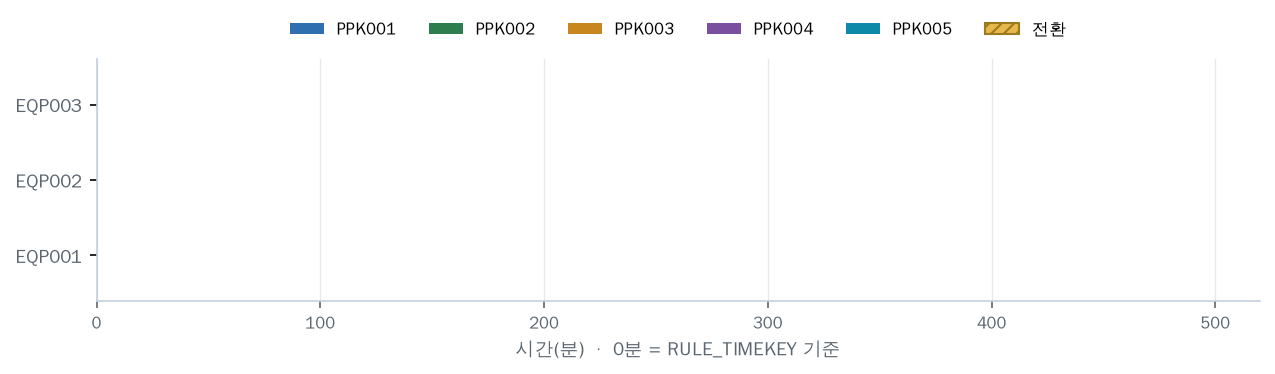 PPK001 PPK002 PPK003 PPK004 PPK005 전환
EQP003
EQP002
EQP001
0 100 200 300 400 500
시간(분) · 0분 = RULE_TIMEKEY 기준